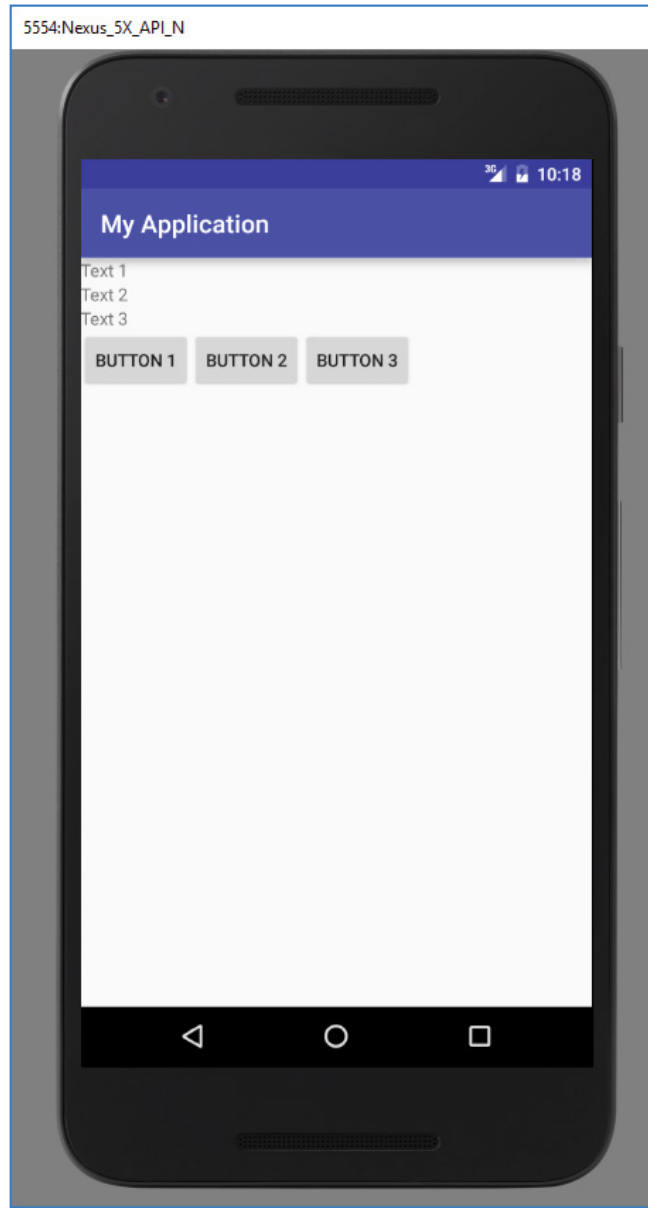 5554:Nexus_5X_API_N
3G 10:18
My Application
Text 1
Text 2
Text 3
BUTTON 1 BUTTON 2 BUTTON 3